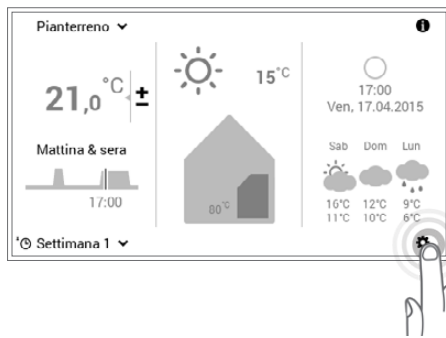 Pianterreno
21,0 °C ±
Mattina & sera
17:00
Settimana 1
15°C
80°C
17:00
Ven, 17.04.2015
Sab Dom Lun
16°C 12°C 9°C
11°C 10°C 6°C